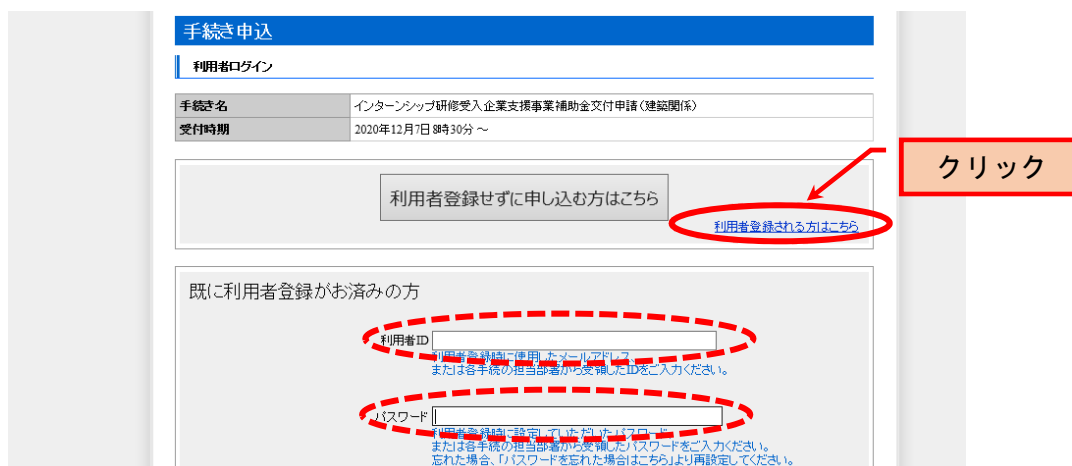 手続き申込
利用者ログイン
手続き名 インターンシップ研修受入企業支援事業補助金交付申請（建築関係）
受付時期 2020年12月7日 8時30分 ～
クリック
利用者登録せずに申し込む方はこちら
利用者登録される方はこちら
既に利用者登録がお済みの方
利用者ID
利用者登録時に使用したメールアドレス、
または各手続の担当部署から受領したIDをご入力ください。
パスワード
利用者登録時に設定していただいたパスワード、
または各手続の担当部署から受領したパスワードをご入力ください。
忘れた場合、「パスワードを忘れた場合はこちら」より再設定してください。